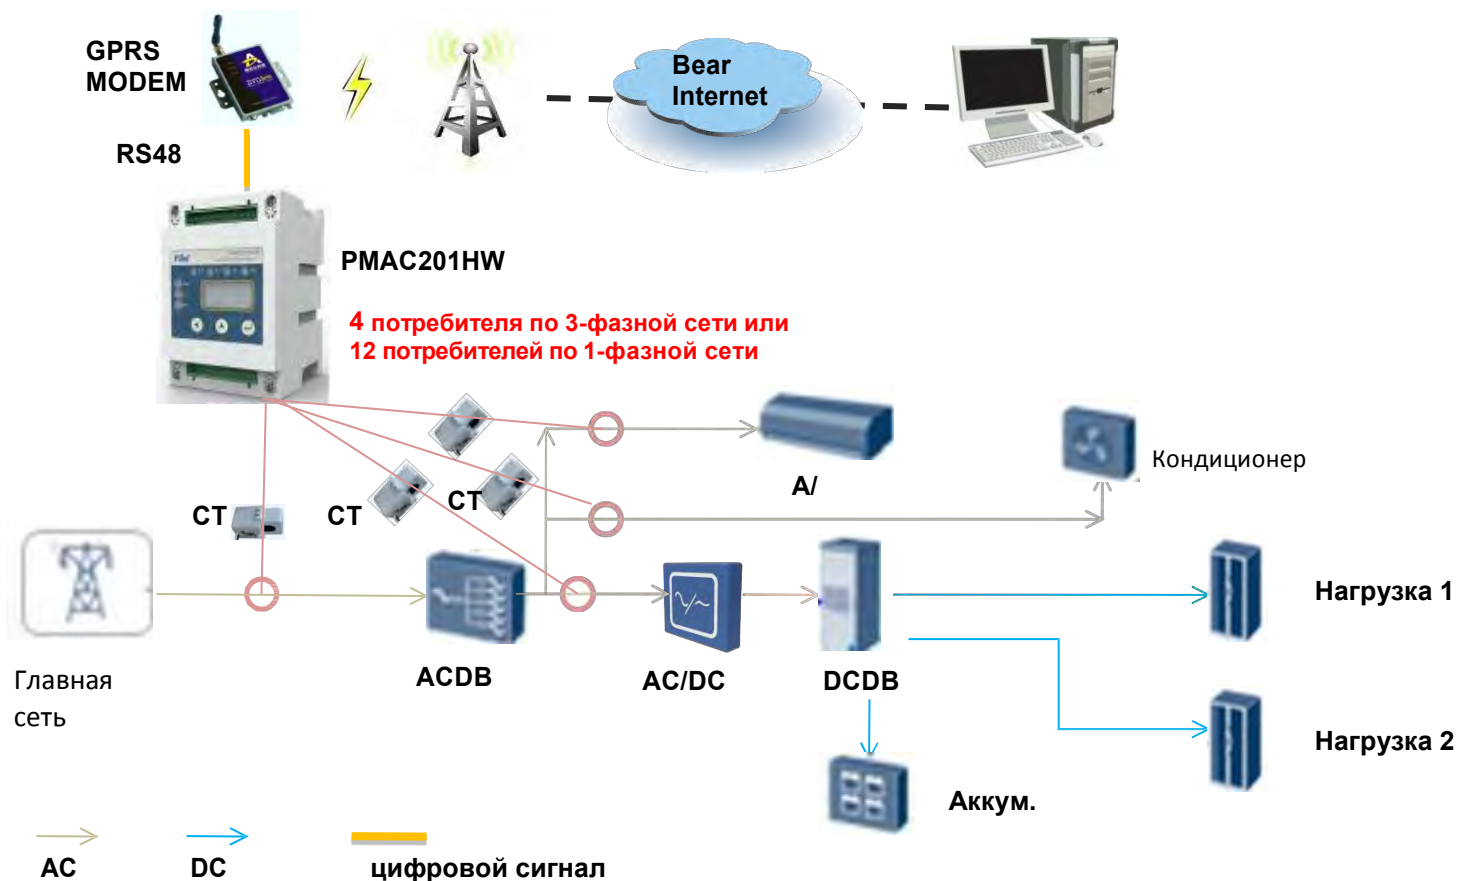 GPRS
MODEM
Bear
Internet
RS48
PMAC201HW
4 потребителя по 3-фазной сети или
12 потребителей по 1-фазной сети
Кондиционер
A/
CT
CT
CT
Нагрузка 1
Главная
сеть
ACDB
AC/DC
DCDB
Нагрузка 2
Аккум.
AC
DC
цифровой сигнал